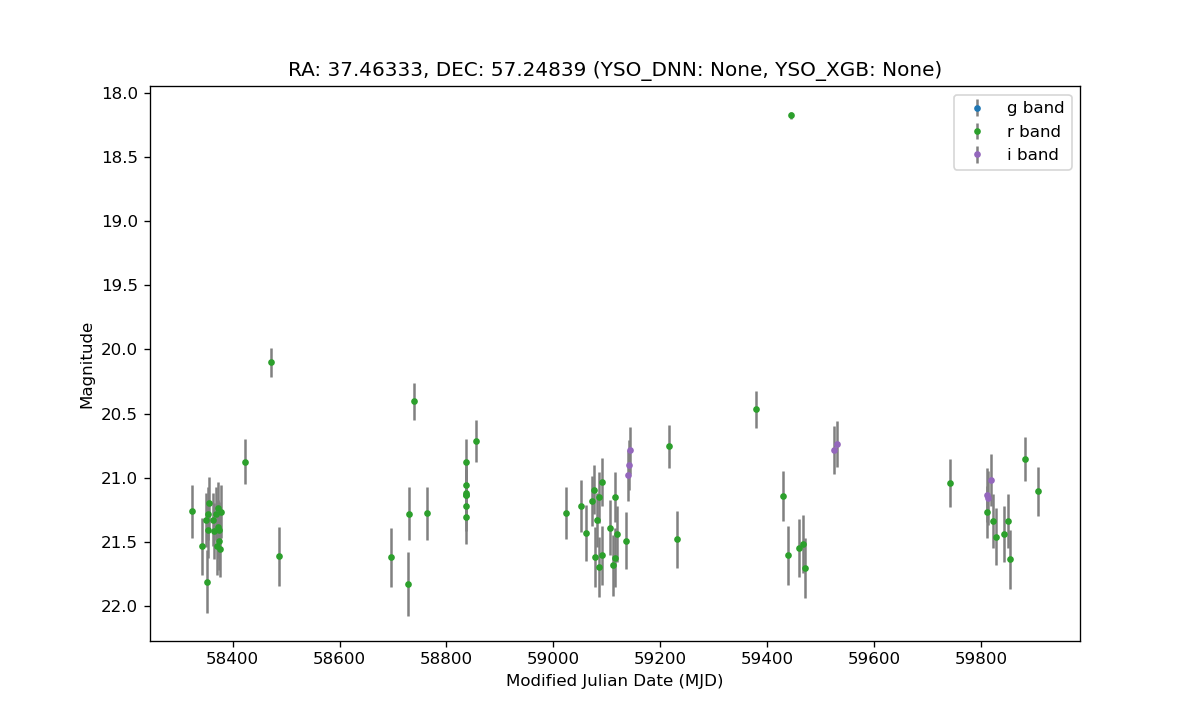 RA: 37.46333, DEC: 57.24839 (YSO_DNN: None, YSO_XGB: None)
g band
r band
i band
Magnitude
18.0
18.5
19.0
19.5
20.0
20.5
21.0
21.5
22.0
58400 58600 58800 59000 59200 59400 59600 59800
Modified Julian Date (MJD)